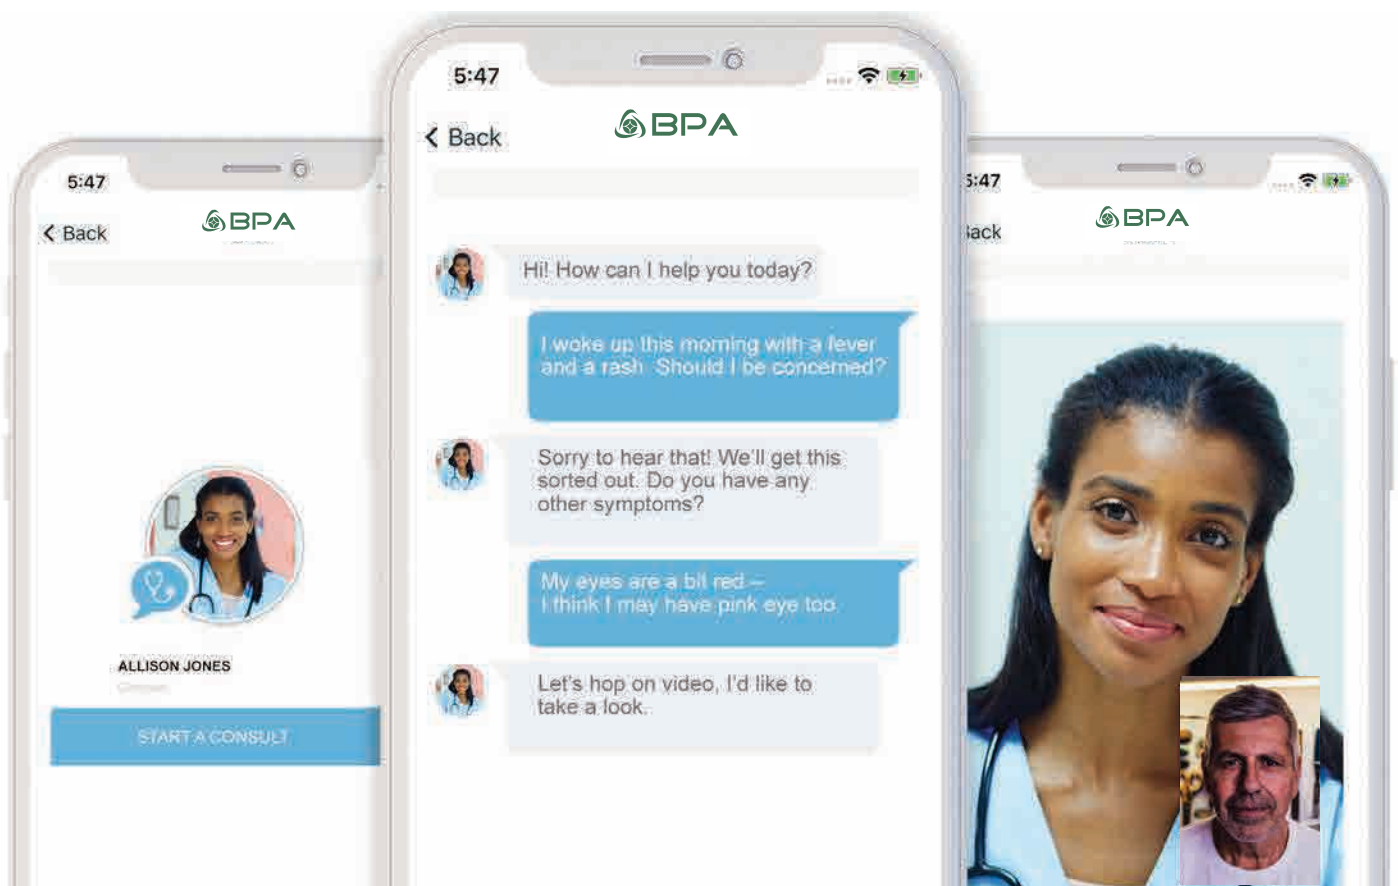 5:47
Back
BPA
ALLISON JONES
START A CONSULT
5:47
Back
BPA
Hi! How can I help you today?
I woke up this morning with a fever
and a rash. Should I be concerned?
Sorry to hear that! We'll get this
sorted out. Do you have any
other symptoms?
My eyes are a bit red –
I think I may have pink eye too.
Let's hop on video, I'd like to
take a look.
5:47
Back
BPA